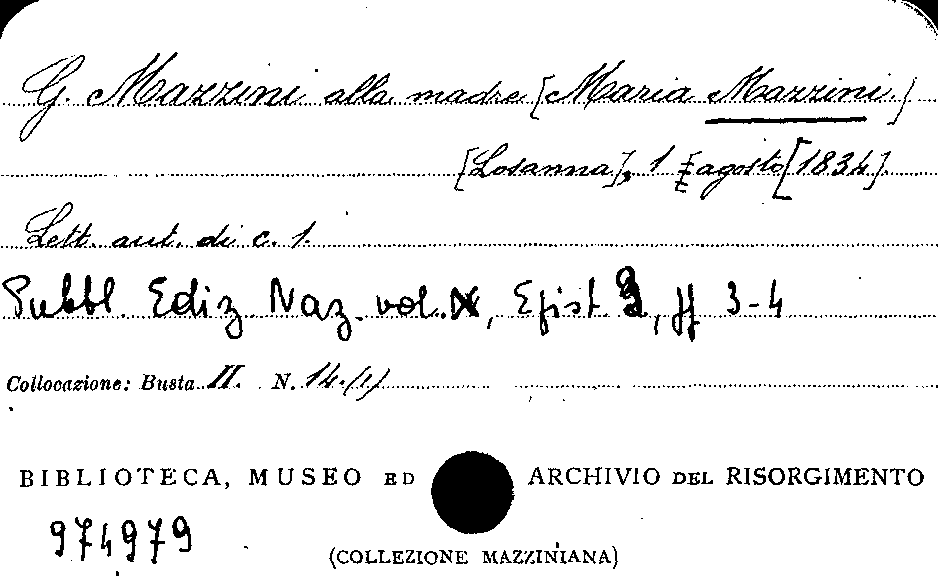 G. Mazzini alla madre [Maria Mazzini.]
[Losanna], 1 agosto [1834].
Lett. aut. di c. 1.
Pubbl. Ediz. Naz. vol. , Epist. , pp 3-4
Collocazione: Busta II. N. 14.(1)
BIBLIOTECA, MUSEO ED ARCHIVIO DEL RISORGIMENTO
974979
(COLLEZIONE MAZZINIANA)